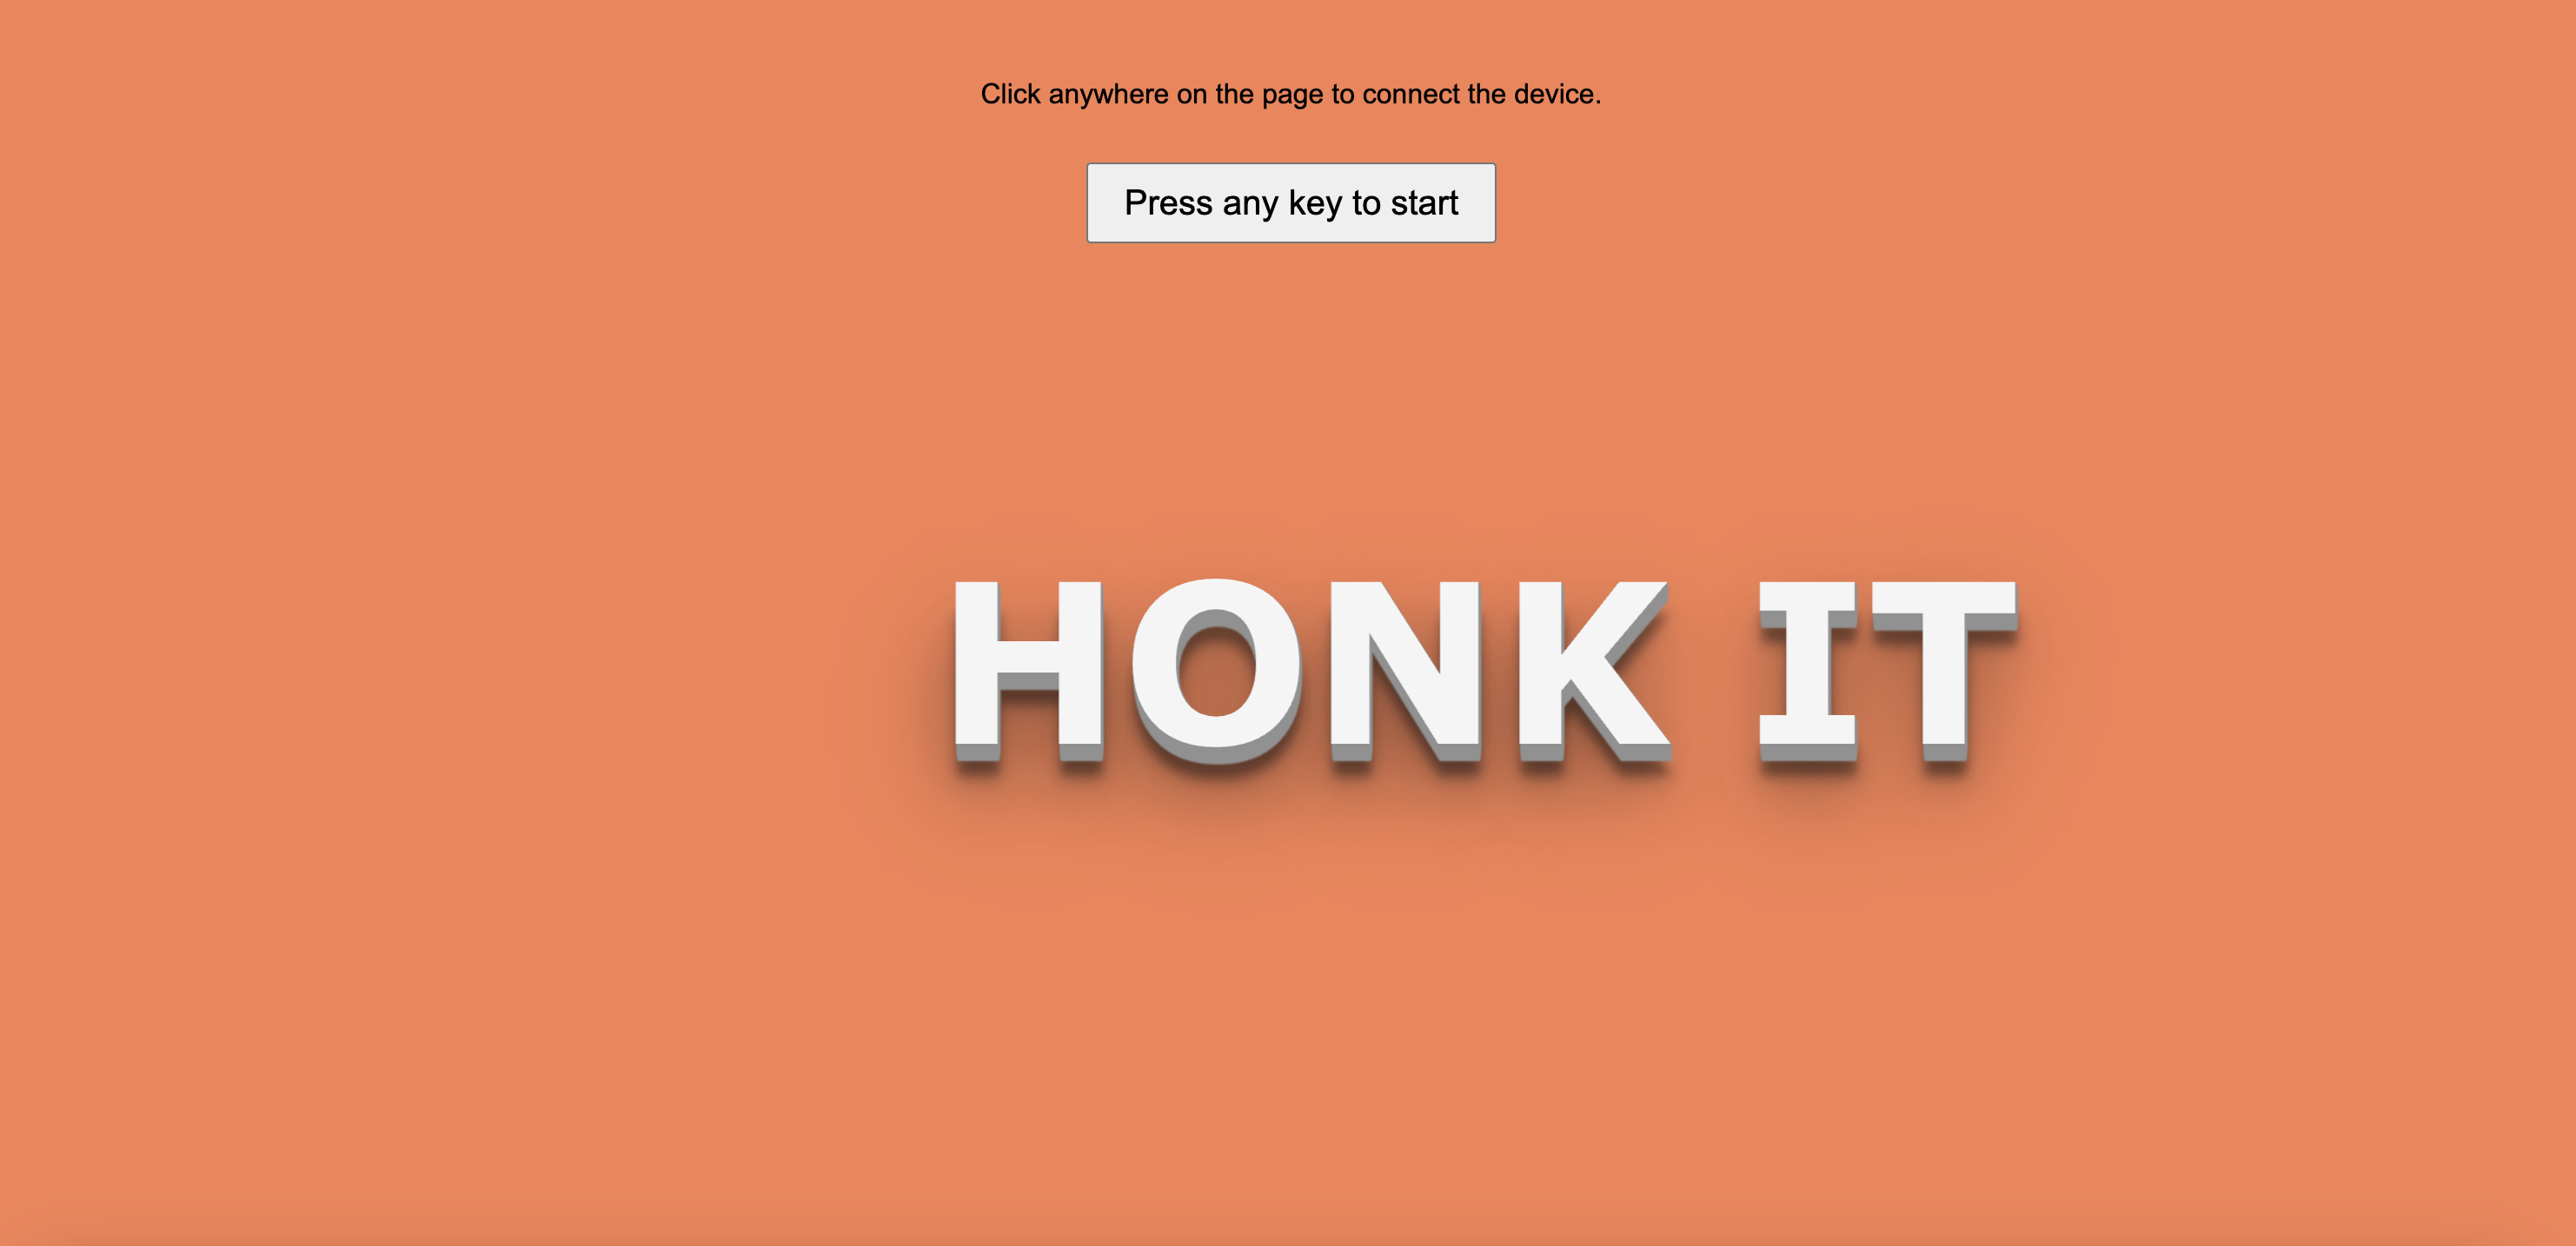 Click anywhere on the page to connect the device.
Press any key to start
HONK IT